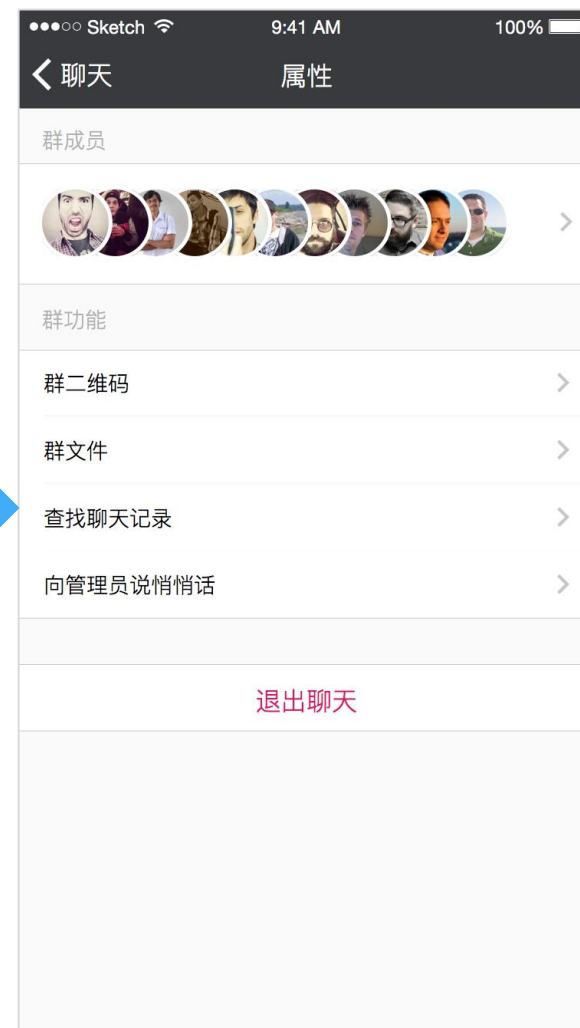 Sketch 9:41 AM 100%
聊天 属性
群成员
群功能
群二维码
群文件
查找聊天记录
向管理员说悄悄话
退出聊天